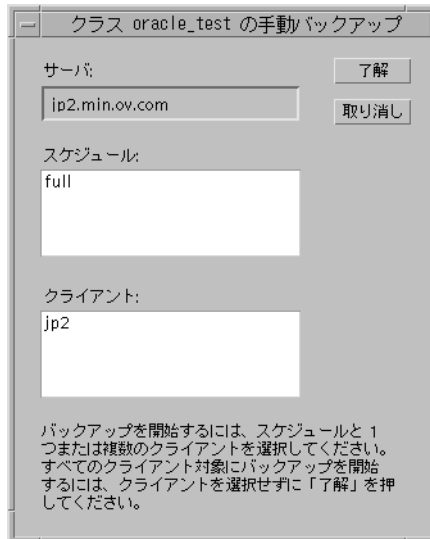 クラス oracle_test の手動バックアップ
サーバ:
了解
jp2.min.ov.com
取り消し
スケジュール:
full
クライアント:
jp2
バックアップを開始するには、スケジュールと 1
つまたは複数のクライアントを選択してください。
すべてのクライアント対象にバックアップを開始
するには、クライアントを選択せずに「了解」を押
してください。